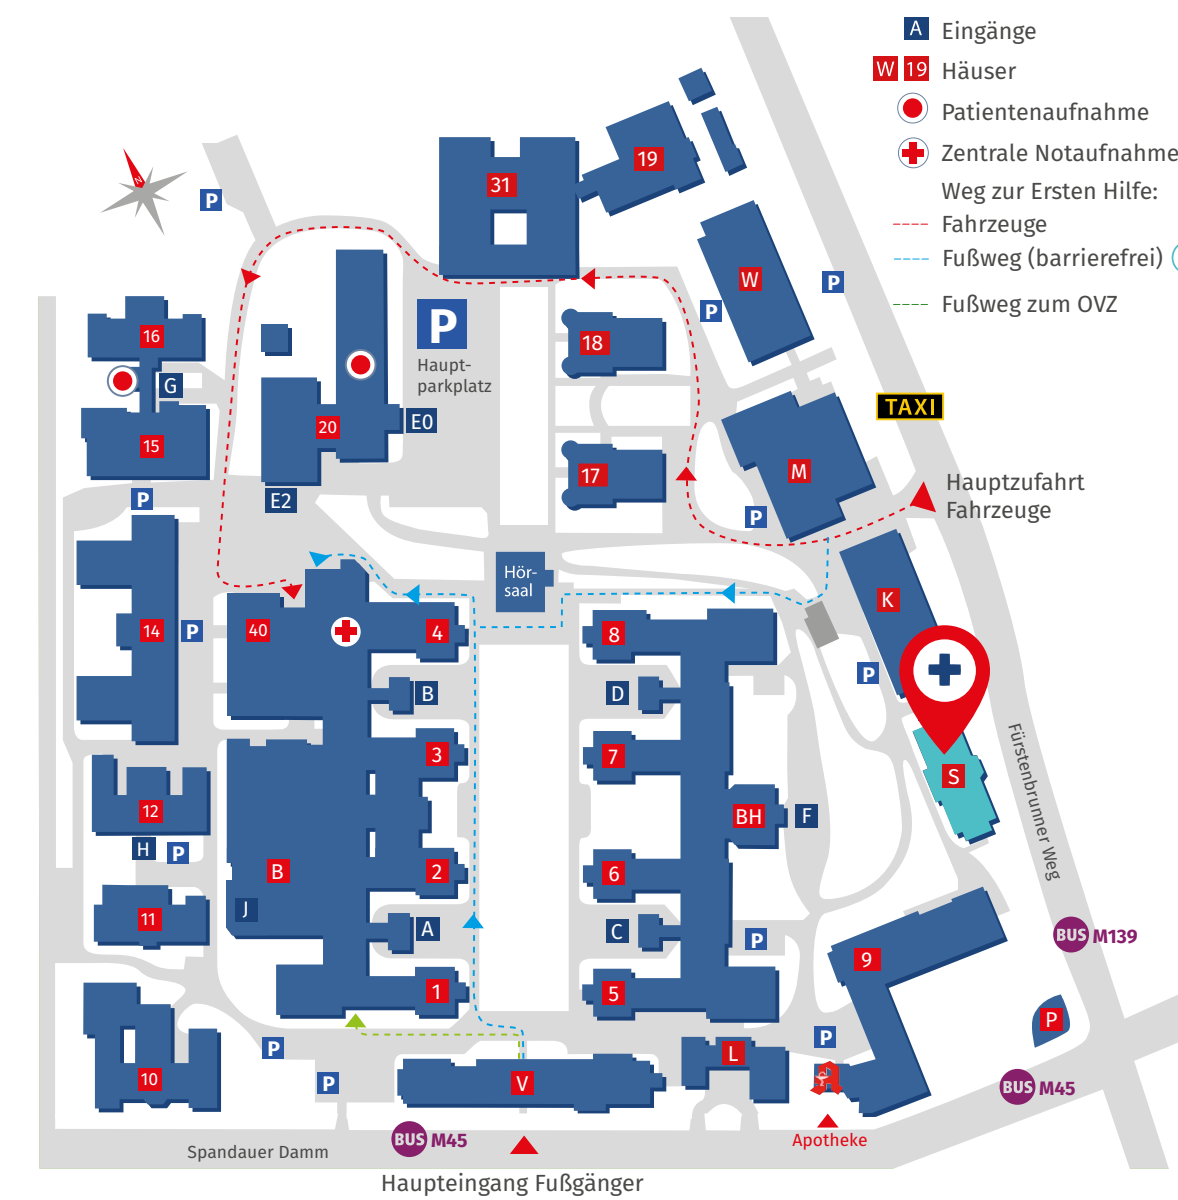 A Eingänge
W 19 Häuser
Patientenaufnahme
Zentrale Notaufnahme
Weg zur Ersten Hilfe:
Fahrzeuge
Fußweg (barrierefrei)
Fußweg zum OVZ
N
P
19
31
W
P
P
16
18
P
Haupt-
parkplatz
G
TAXI
20
E0
15
M
17
Hauptzufahrt
Fahrzeuge
P
E2
P
Hör-
saal
K
14
P
40
4
8
P
B
D
3
7
S
Fürstenbrunner Weg
12
BH
F
H
P
B
2
6
J
11
A
C
P
BUS M139
9
1
5
P
P
P
L
10
P
V
A
BUS M45
BUS M45
Apotheke
Spandauer Damm
Haupteingang Fußgänger